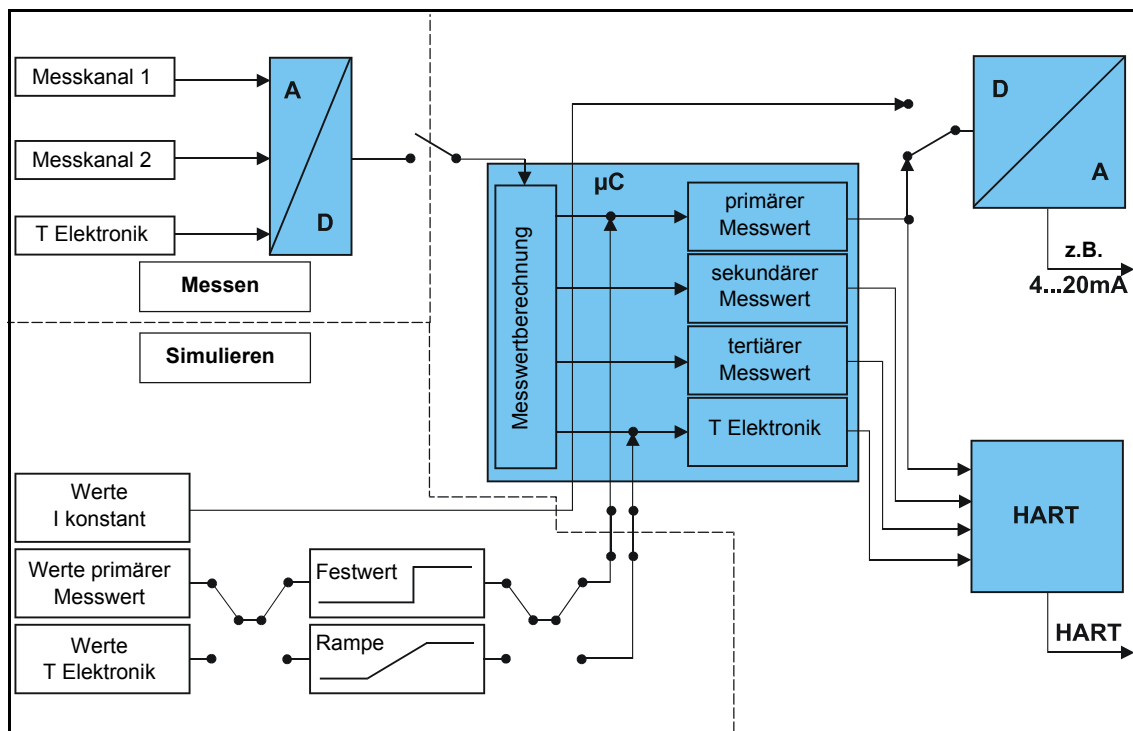 Messkanal 1
Messkanal 2
T Elektronik
A
D
Messen
Simulieren
µC
Messwertberechnung
primärer
Messwert
sekundärer
Messwert
tertiärer
Messwert
T Elektronik
D
A
z.B.
4...20mA
Werte
I konstant
Werte primärer
Messwert
Werte
T Elektronik
Festwert
Rampe
HART
HART